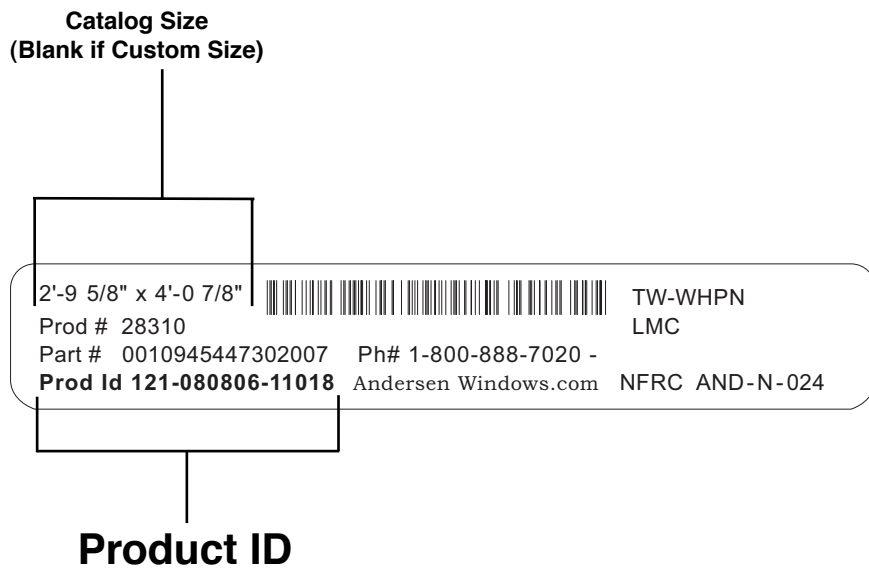 Catalog Size
(Blank if Custom Size)
2'-9 5/8" x 4'-0 7/8"
TW-WHPN
Prod # 28310
LMC
Part # 0010945447302007 Ph# 1-800-888-7020 -
Prod Id 121-080806-11018 Andersen Windows.com NFRC AND-N-024
Product ID